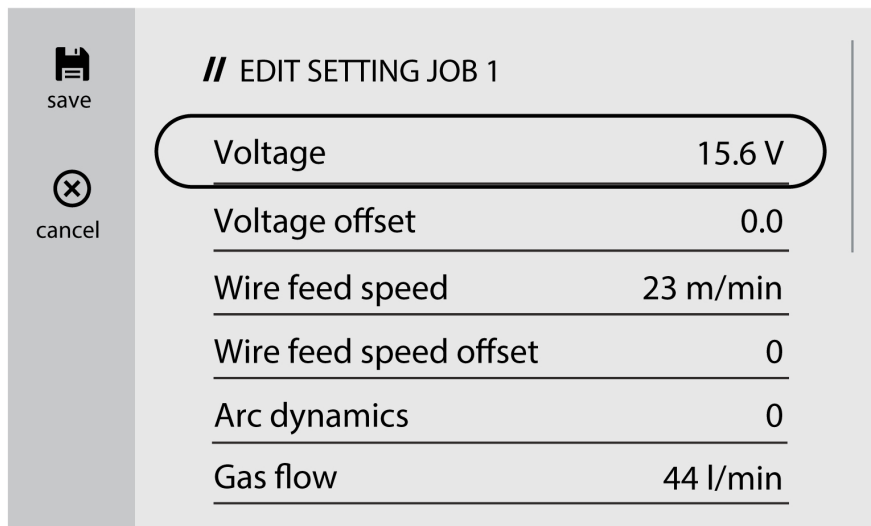 save
cancel
// EDIT SETTING JOB 1
Voltage 15.6 V
Voltage offset 0.0
Wire feed speed 23 m/min
Wire feed speed offset 0
Arc dynamics 0
Gas flow 44 l/min